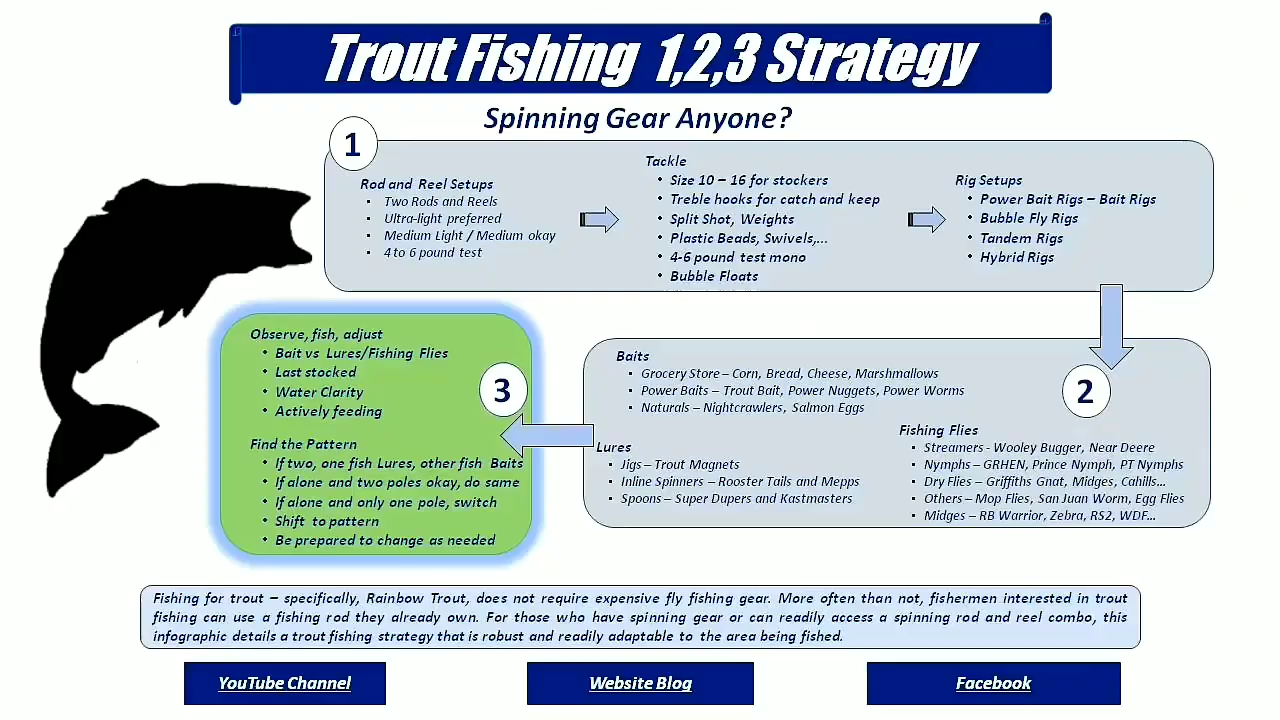 Trout Fishing 1,2,3 Strategy
Spinning Gear Anyone?
1
Rod and Reel Setups
• Two Rods and Reels
• Ultra-light preferred
• Medium Light / Medium okay
• 4 to 6 pound test
Tackle
• Size 10 – 16 for stockers
• Treble hooks for catch and keep
• Split Shot, Weights
• Plastic Beads, Swivels,...
• 4-6 pound test mono
• Bubble Floats
Rig Setups
• Power Bait Rigs – Bait Rigs
• Bubble Fly Rigs
• Tandem Rigs
• Hybrid Rigs
2
Baits
• Grocery Store – Corn, Bread, Cheese, Marshmallows
• Power Baits – Trout Bait, Power Nuggets, Power Worms
• Naturals – Nightcrawlers, Salmon Eggs
Lures
• Jigs – Trout Magnets
• Inline Spinners – Rooster Tails and Mepps
• Spoons – Super Dupers and Kastmasters
Fishing Flies
• Streamers - Wooley Bugger, Near Deere
• Nymphs – GRHEN, Prince Nymph, PT Nymphs
• Dry Flies – Griffiths Gnat, Midges, Cahills...
• Others – Mop Flies, San Juan Worm, Egg Flies
• Midges – RB Warrior, Zebra, RS2, WDF...
3
Observe, fish, adjust
• Bait vs Lures/Fishing Flies
• Last stocked
• Water Clarity
• Actively feeding
Find the Pattern
• If two, one fish Lures, other fish Baits
• If alone and two poles okay, do same
• If alone and only one pole, switch
• Shift to pattern
• Be prepared to change as needed
Fishing for trout – specifically, Rainbow Trout, does not require expensive fly fishing gear. More often than not, fishermen interested in trout
fishing can use a fishing rod they already own. For those who have spinning gear or can readily access a spinning rod and reel combo, this
infographic details a trout fishing strategy that is robust and readily adaptable to the area being fished.
YouTube Channel
Website Blog
Facebook